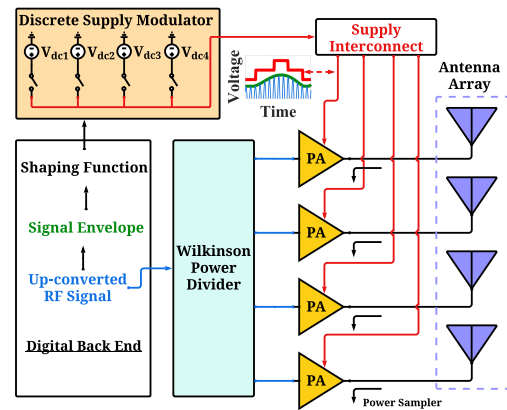 Discrete Supply Modulator
Vdc1 Vdc2 Vdc3 Vdc4
Supply
Interconnect
Voltage
Time
Antenna
Array
Shaping Function
Signal Envelope
Up-converted
RF Signal
Digital Back End
Wilkinson
Power
Divider
PA
PA
PA
PA
Power Sampler